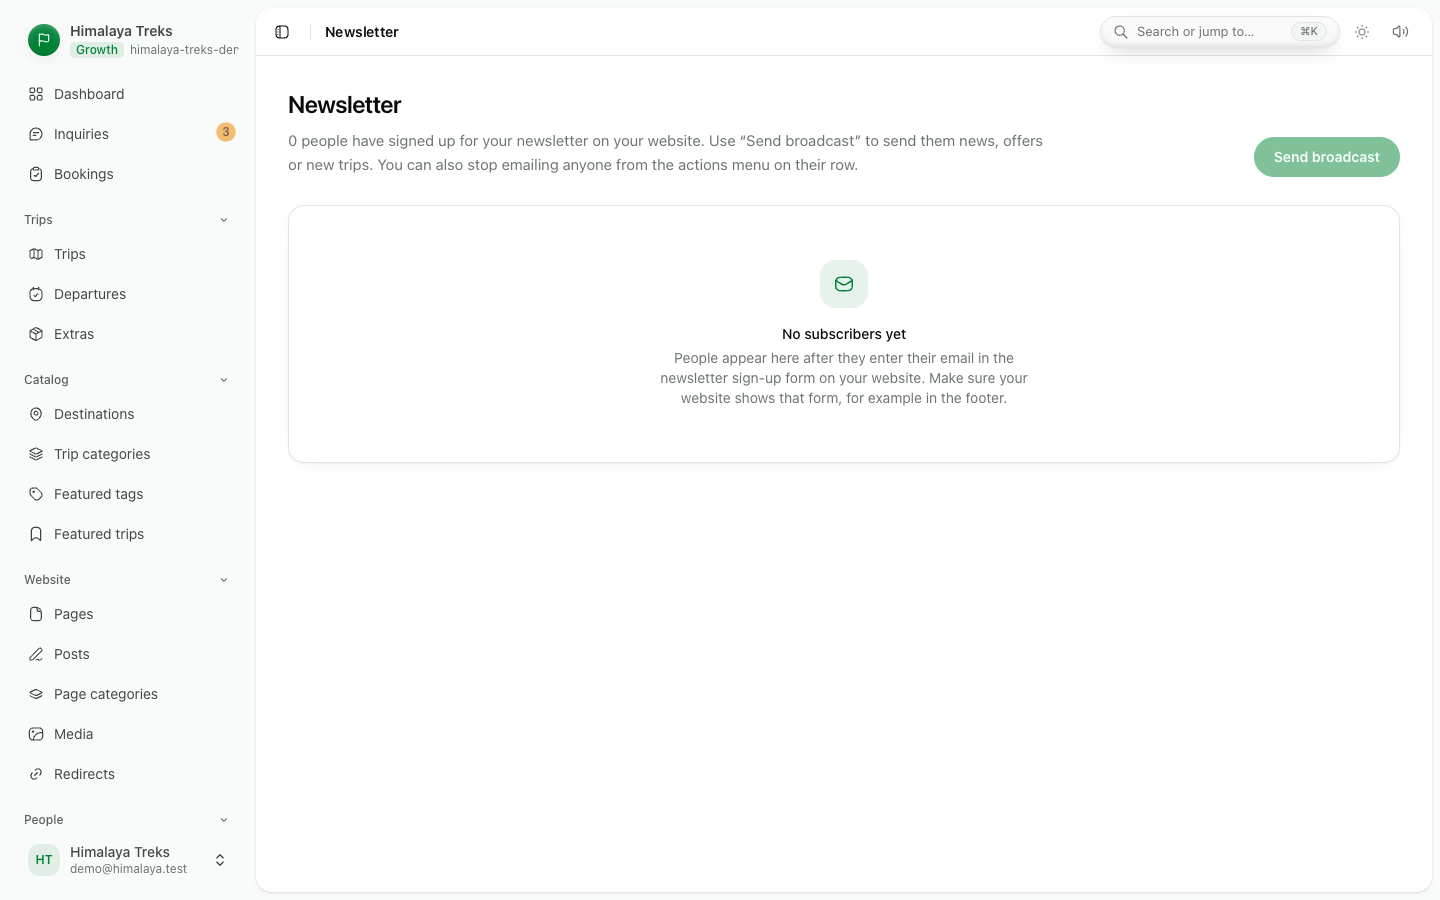 Himalaya Treks
Growth himalaya-treks-der
Dashboard
Inquiries 3
Bookings
Trips
Trips
Departures
Extras
Catalog
Destinations
Trip categories
Featured tags
Featured trips
Website
Pages
Posts
Page categories
Media
Redirects
People
HT
Himalaya Treks
demo@himalaya.test
Newsletter
Search or jump to... ⌘K
Newsletter
0 people have signed up for your newsletter on your website. Use “Send broadcast” to send them news, offers
or new trips. You can also stop emailing anyone from the actions menu on their row.
Send broadcast
No subscribers yet
People appear here after they enter their email in the
newsletter sign-up form on your website. Make sure your
website shows that form, for example in the footer.